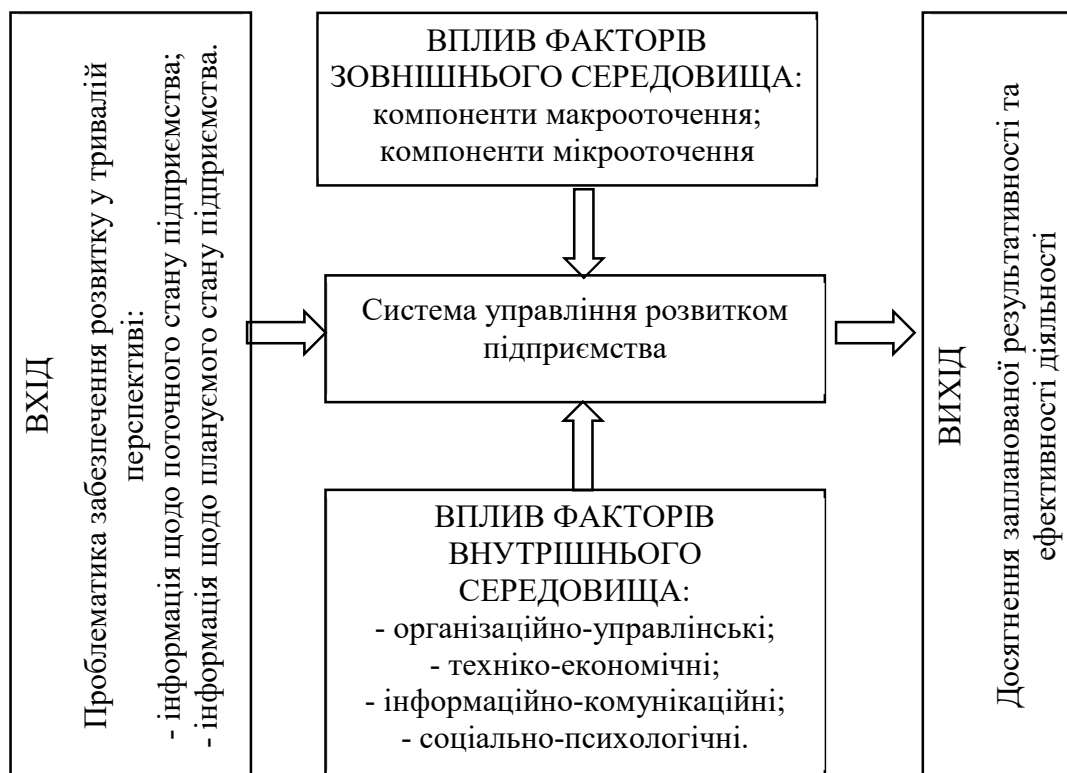 ВХІД
Проблематика забезпечення розвитку у тривалій
перспективі:
- інформація щодо поточного стану підприємства;
- інформація щодо плануємого стану підприємства.
ВПЛИВ ФАКТОРІВ
ЗОВНІШНЬОГО СЕРЕДОВИЩА:
компоненти макрооточення;
компоненти мікрооточення
Система управління розвитком
підприємства
ВПЛИВ ФАКТОРІВ
ВНУТРІШНЬОГО
СЕРЕДОВИЩА:
- організаційно-управлінські;
- техніко-економічні;
- інформаційно-комунікаційні;
- соціально-психологічні.
ВИХІД
Досягнення запланованої результативності та
ефективності діяльності